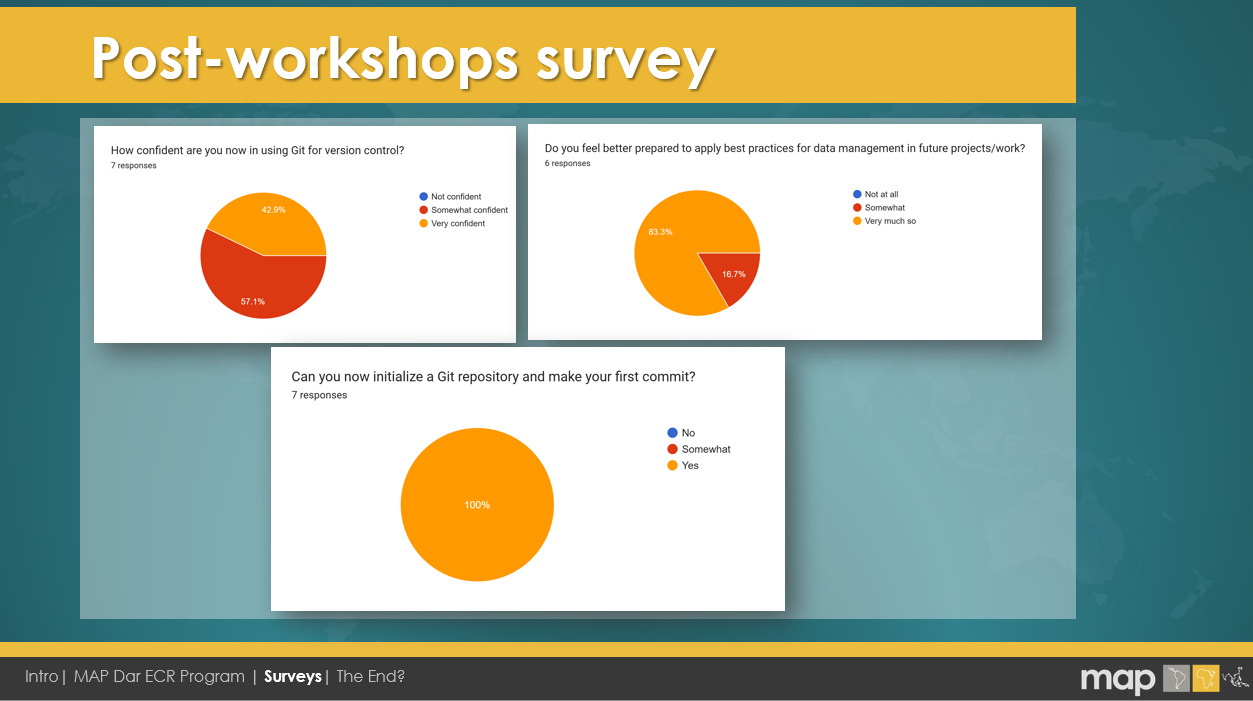 Post-workshops survey
How confident are you now in using Git for version control?
7 responses
Not confident
Somewhat confident
Very confident
42.9%
57.1%
Do you feel better prepared to apply best practices for data management in future projects/work?
6 responses
Not at all
Somewhat
Very much so
83.3%
16.7%
Can you now initialize a Git repository and make your first commit?
7 responses
No
Somewhat
Yes
100%
Intro| MAP Dar ECR Program | Surveys| The End?
map